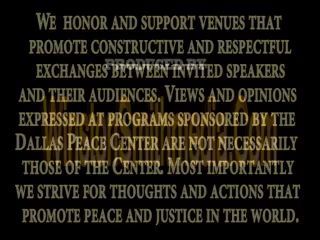 We honor and support venues that
promote constructive and respectful
PRODUCED BY
exchanges between invited speakers
and their audiences. Views and opinions
expressed at programs sponsored by the
Dallas Peace Center are not necessarily
those of the Center. Most importantly
we strive for thoughts and actions that
promote peace and justice in the world.